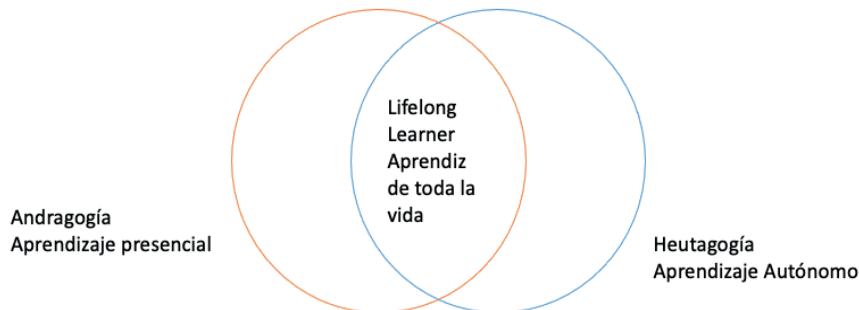 Lifelong
Learner
Aprendiz
de toda la
vida
Andragogía
Aprendizaje presencial
Heutagogía
Aprendizaje Autónomo